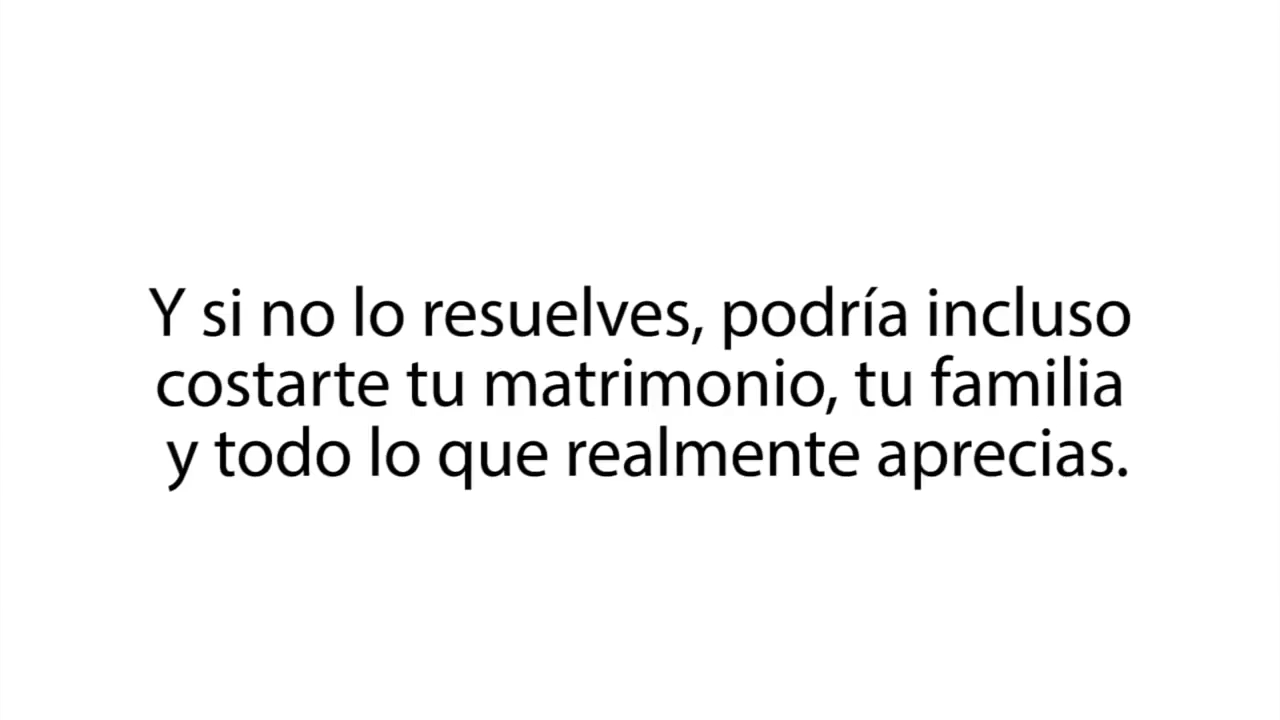 Y si no lo resuelves, podría incluso
costarte tu matrimonio, tu familia
y todo lo que realmente aprecias.